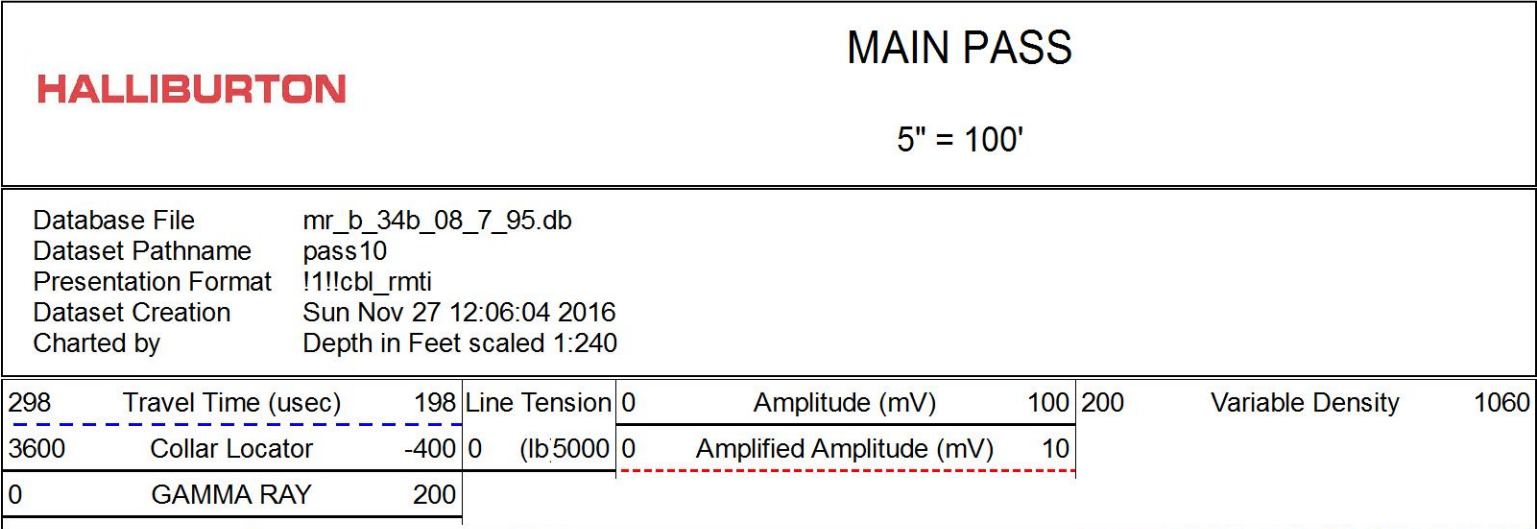 MAIN PASS
HALLIBURTON
5" = 100'
Database File mr_b_34b_08_7_95.db
Dataset Pathname pass10
Presentation Format !1!!cbl_rmti
Dataset Creation Sun Nov 27 12:06:04 2016
Charted by Depth in Feet scaled 1:240
298 Travel Time (usec) 198 Line Tension 0 Amplitude (mV) 100 200 Variable Density 1060
3600 Collar Locator -400 0 (lb 5000 0 Amplified Amplitude (mV) 10
0 GAMMA RAY 200